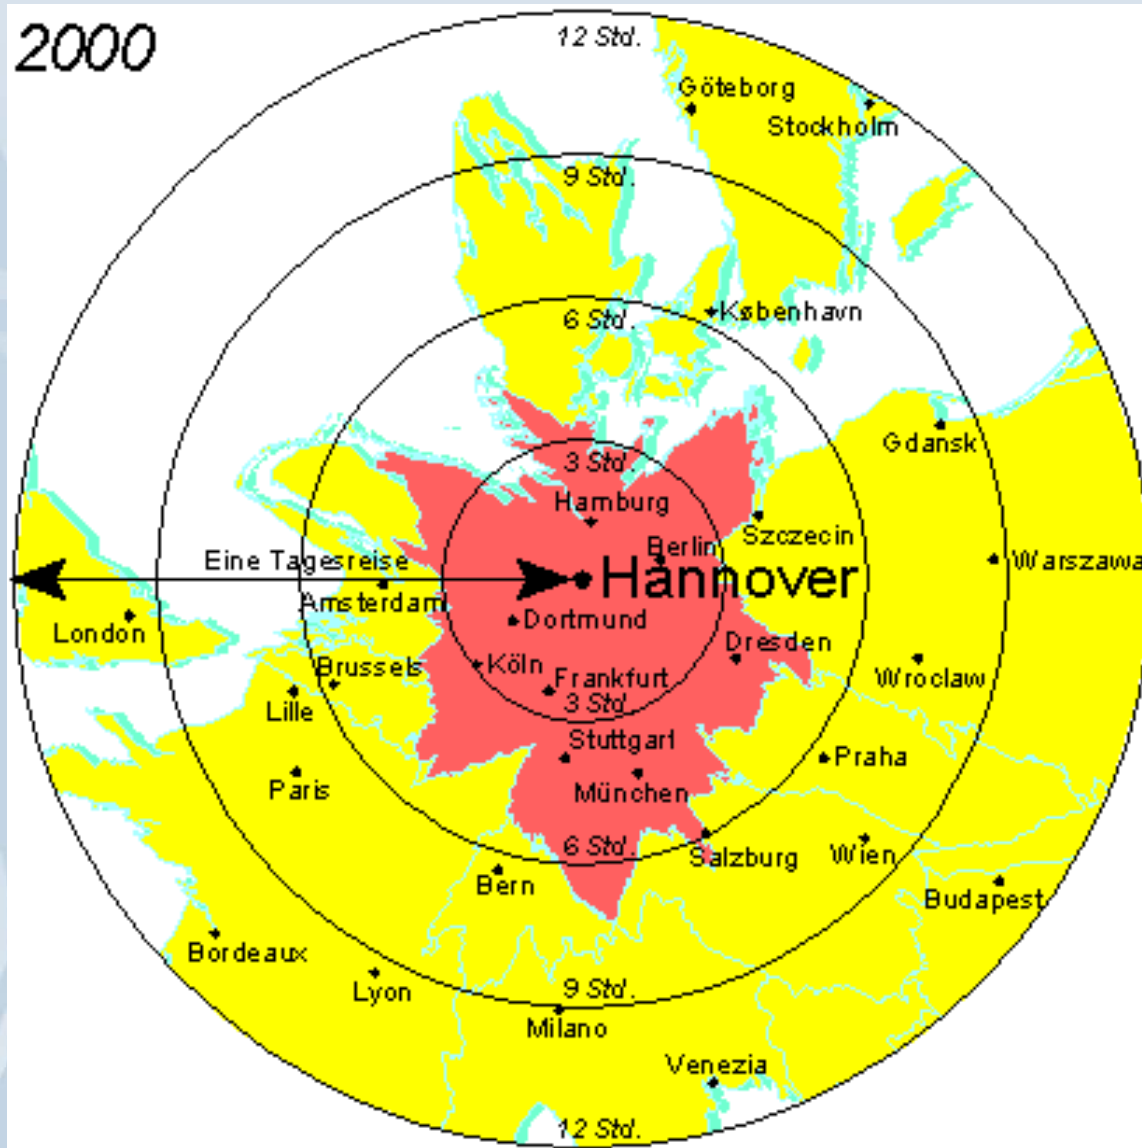 2000
12 Std.
Göteborg
Stockholm
9 Std.
6 Std.
København
Gdansk
3 Std.
Hamburg
Szczecin
Berlin
Eine Tagesreise
Hannover
Warszawa
Amsterdam
London
Dortmund
Dresden
Köln
Brussels
Frankfurt
Wroclaw
Lille
3 Std.
Stuttgart
Praha
Paris
München
6 Std.
Salzburg
Wien
Bern
Budapest
Bordeaux
Lyon
9 Std.
Milano
Venezia
12 Std.